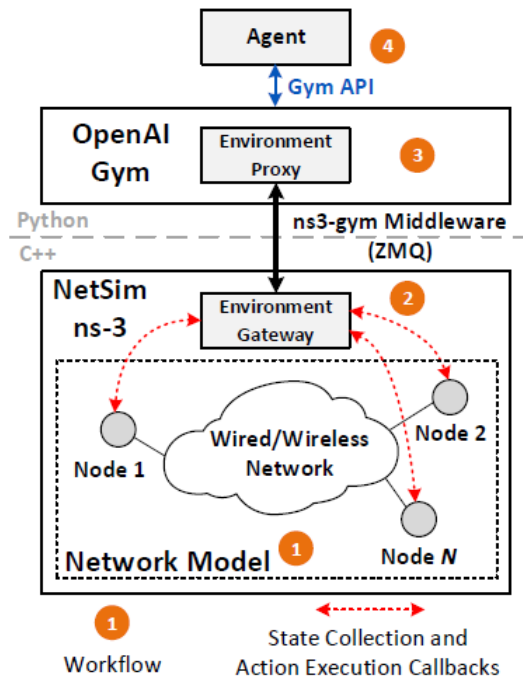 Agent
4
Gym API
OpenAI
Gym
Environment
Proxy
3
Python
ns3-gym Middleware
(ZMQ)
C++
NetSim
ns-3
Environment
Gateway
2
Node 1
Wired/Wireless
Network
Node 2
Node N
Network Model
1
1
Workflow
State Collection and
Action Execution Callbacks